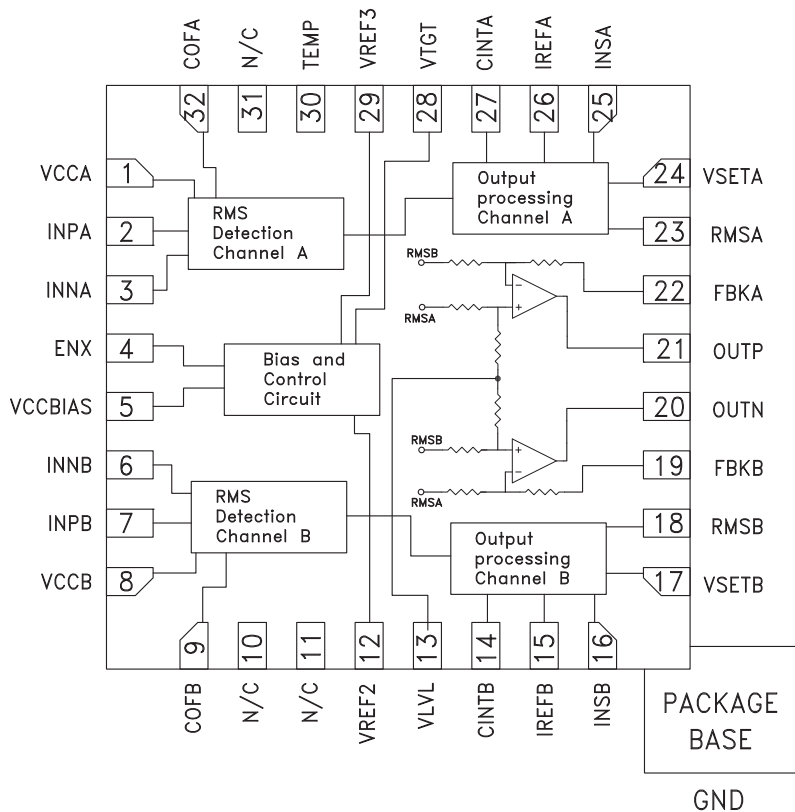 COFA
N/C
TEMP
VREF3
VTGT
CINTA
IREFA
INSA
32
31
30
29
28
27
26
25
VCCA
1
INPA
2
INNA
3
ENX
4
VCCBIAS
5
INNB
6
INPB
7
VCCB
8
RMS
Detection
Channel A
Output
processing
Channel A
RMSB
−
RMSA
+
Bias and
Control
Circuit
RMSB
+
RMSA
−
RMS
Detection
Channel B
Output
processing
Channel B
24
VSETA
23
RMSA
22
FBKA
21
OUTP
20
OUTN
19
FBKB
18
RMSB
17
VSETB
9
10
11
12
13
14
15
16
COFB
N/C
N/C
VREF2
VLVL
CINTB
IREFB
INSB
PACKAGE
BASE
GND